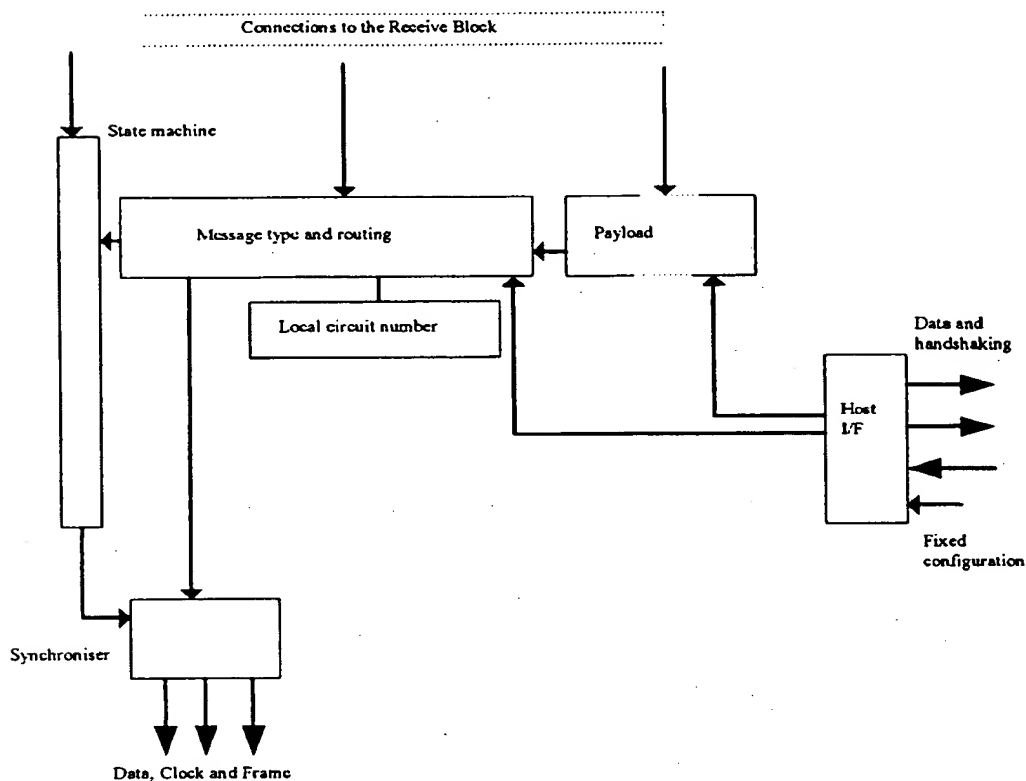 Connections to the Receive Block
State machine
Message type and routing
Payload
Local circuit number
Data and
handshaking
Host
I/F
Fixed
configuration
Synchroniser
Data, Clock and Frame